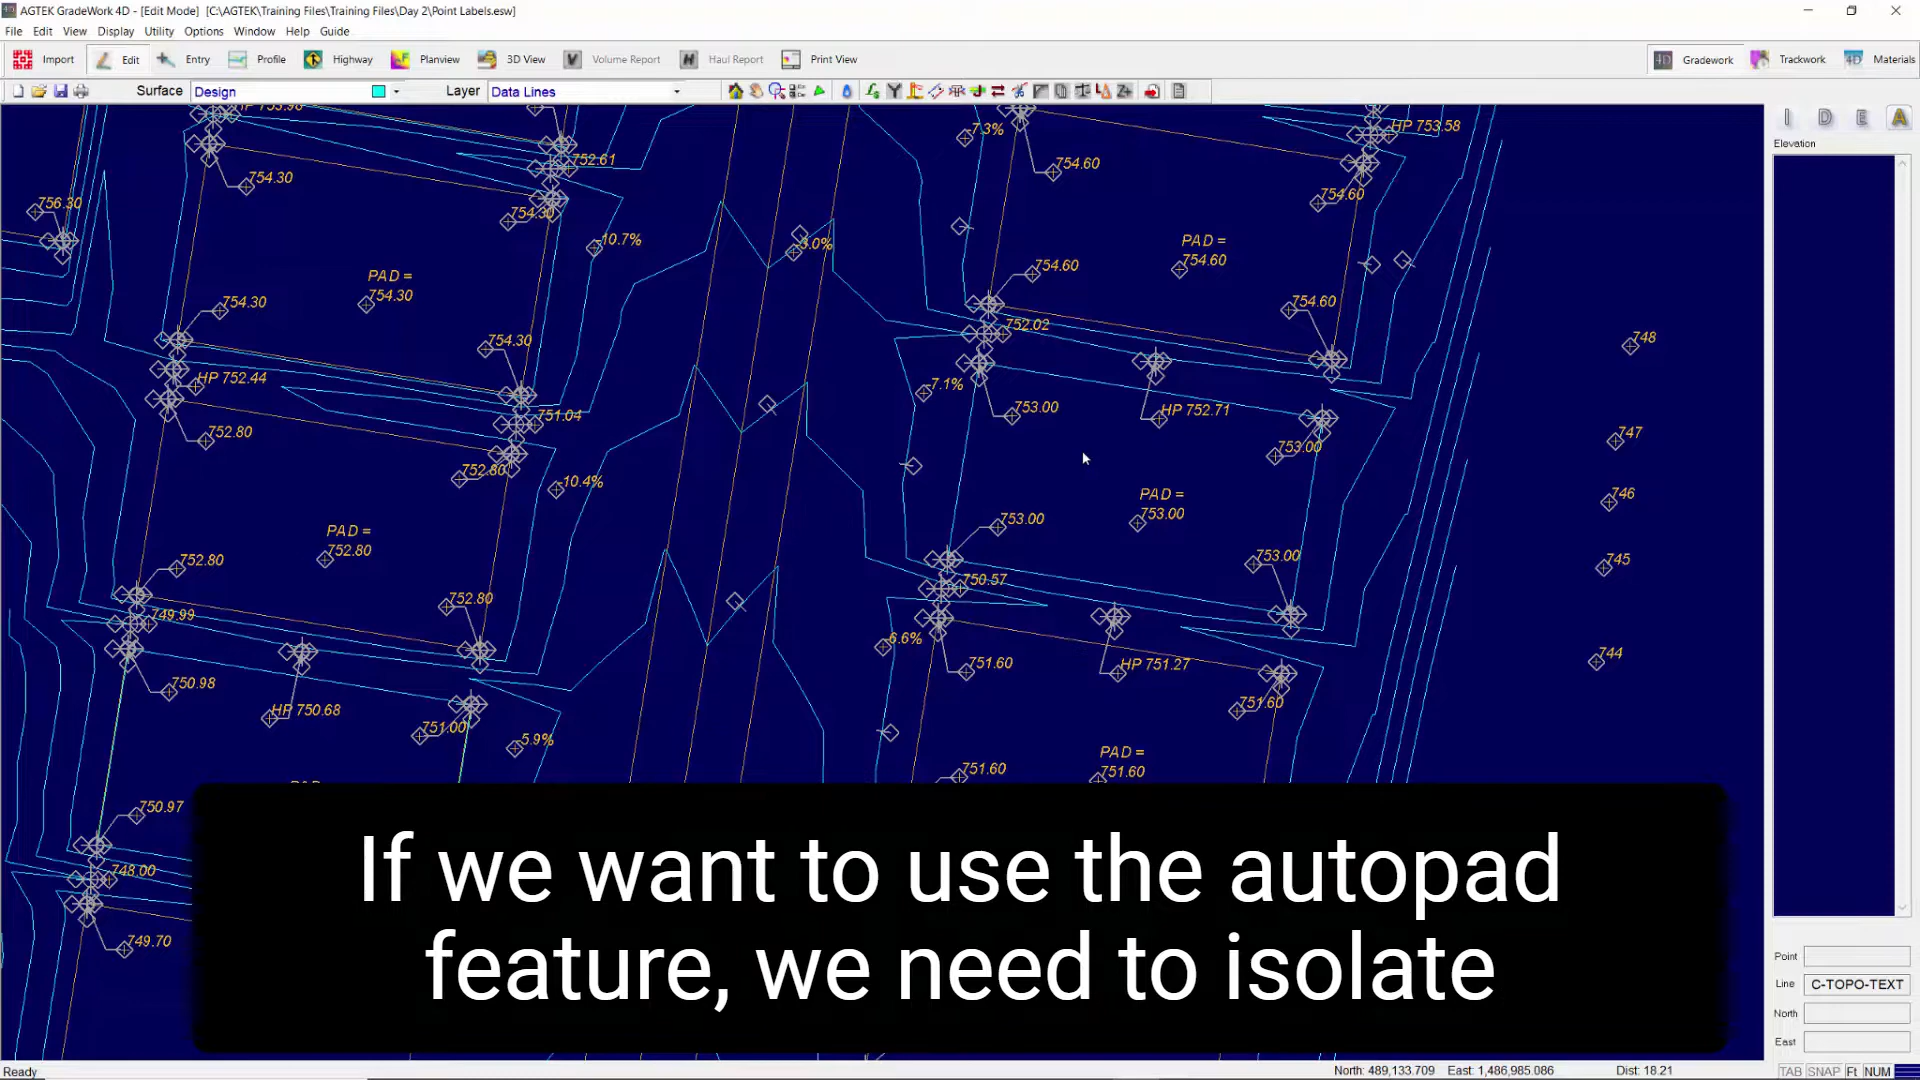 AGTEK GradeWork 4D - [Edit Mode] [C:\AGTEK\Training Files\Training Files\Day 2\Point Labels.esw]
File Edit View Display Utility Options Window Help Guide
Import Edit Entry Profile Highway Planview 3D View Volume Report Haul Report Print View Gradework Trackwork Materials
Surface Design Layer Data Lines
I D E A
Elevation
HP 753.98
7.3%
HP 753.58
752.61
754.60
754.30
754.60
756.30
754.30
10.7%
3.0%
PAD =
754.60
PAD =
754.30
754.60
754.30
754.60
752.02
748
754.30
HP 752.44
7.1%
753.00
HP 752.71
751.04
752.80
747
753.00
752.80
10.4%
PAD =
753.00
746
753.00
PAD =
752.80
752.80
753.00
745
750.57
752.80
749.99
6.6%
744
751.60
HP 751.27
750.98
751.60
HP 750.68
751.00
5.9%
PAD =
751.60
751.60
750.97
748.00
749.70
If we want to use the autopad
feature, we need to isolate
Point
Line C-TOPO-TEXT
North
East
Ready North: 489,133.709 East: 1,486,985.086 Dist: 18.21 TAB SNAP Ft NUM